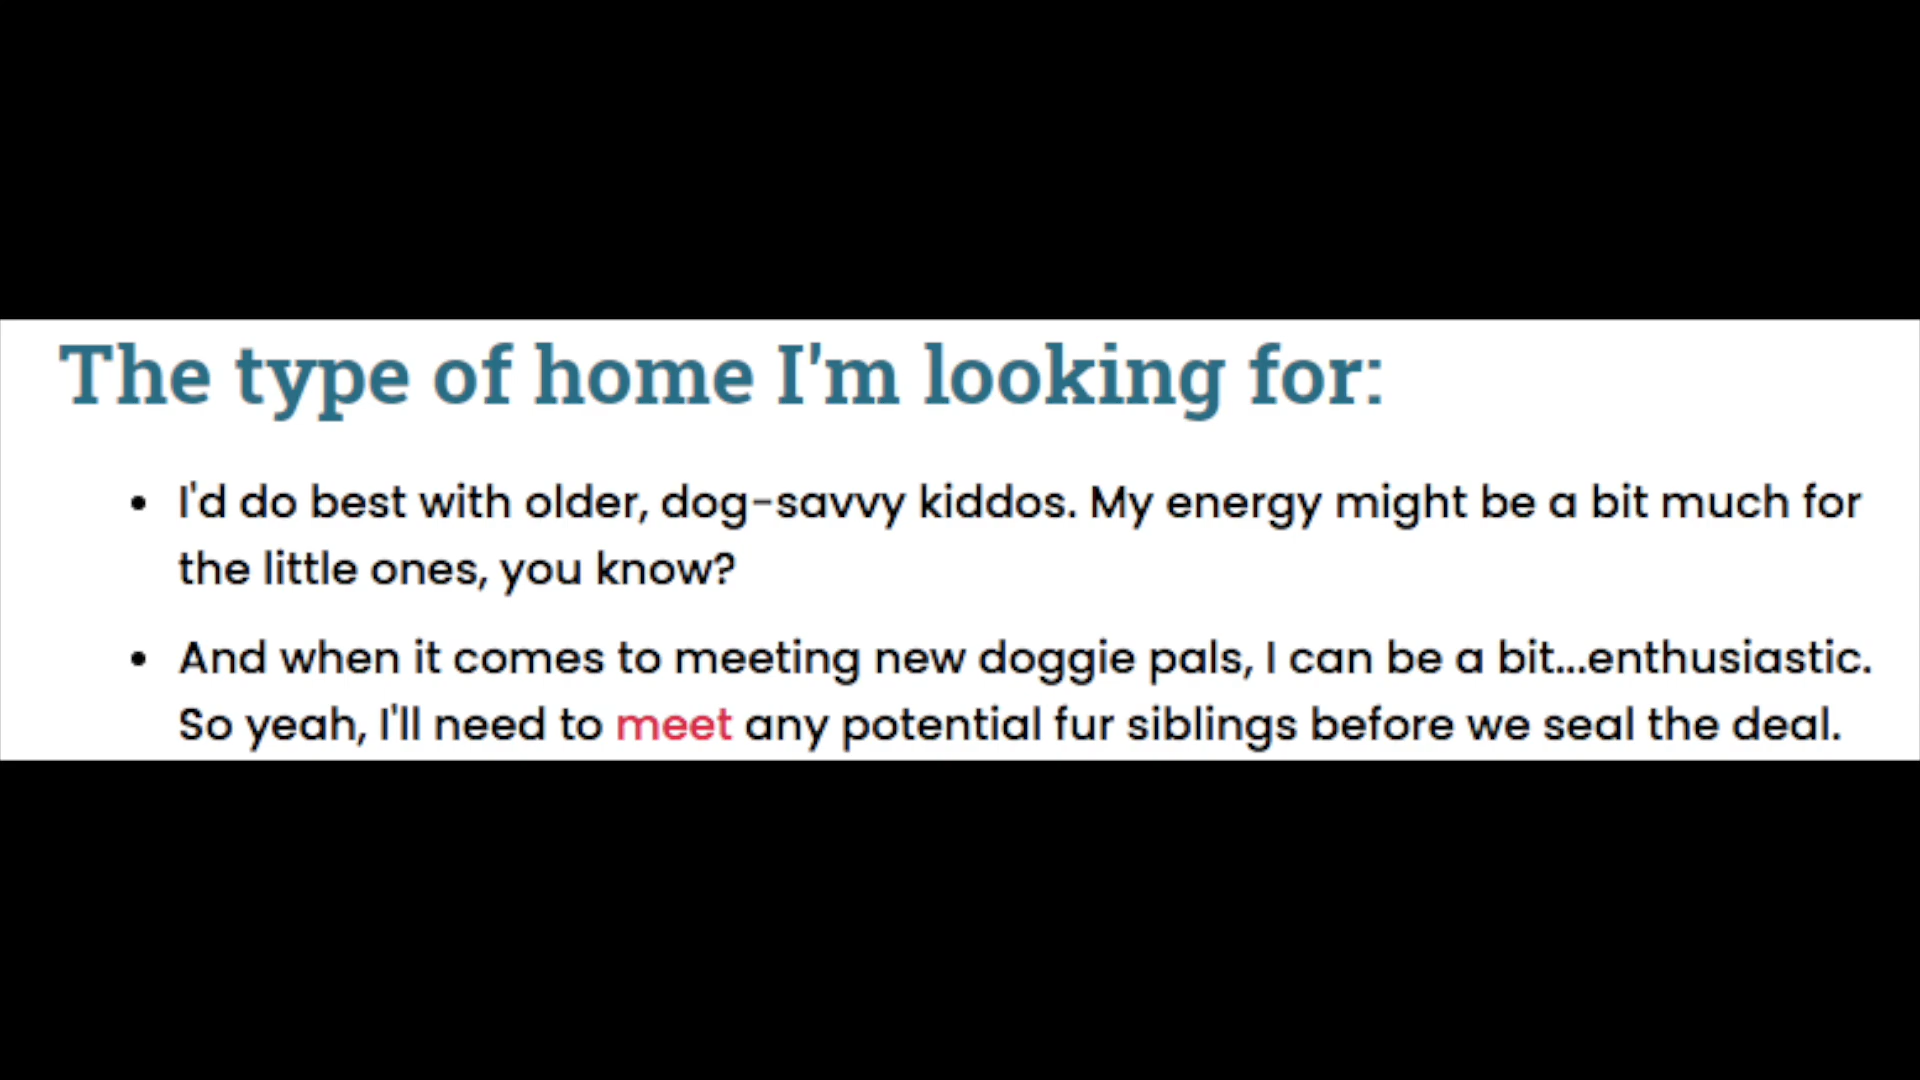 The type of home I'm looking for:
• I'd do best with older, dog-savvy kiddos. My energy might be a bit much for
the little ones, you know?
• And when it comes to meeting new doggie pals, I can be a bit...enthusiastic.
So yeah, I'll need to meet any potential fur siblings before we seal the deal.